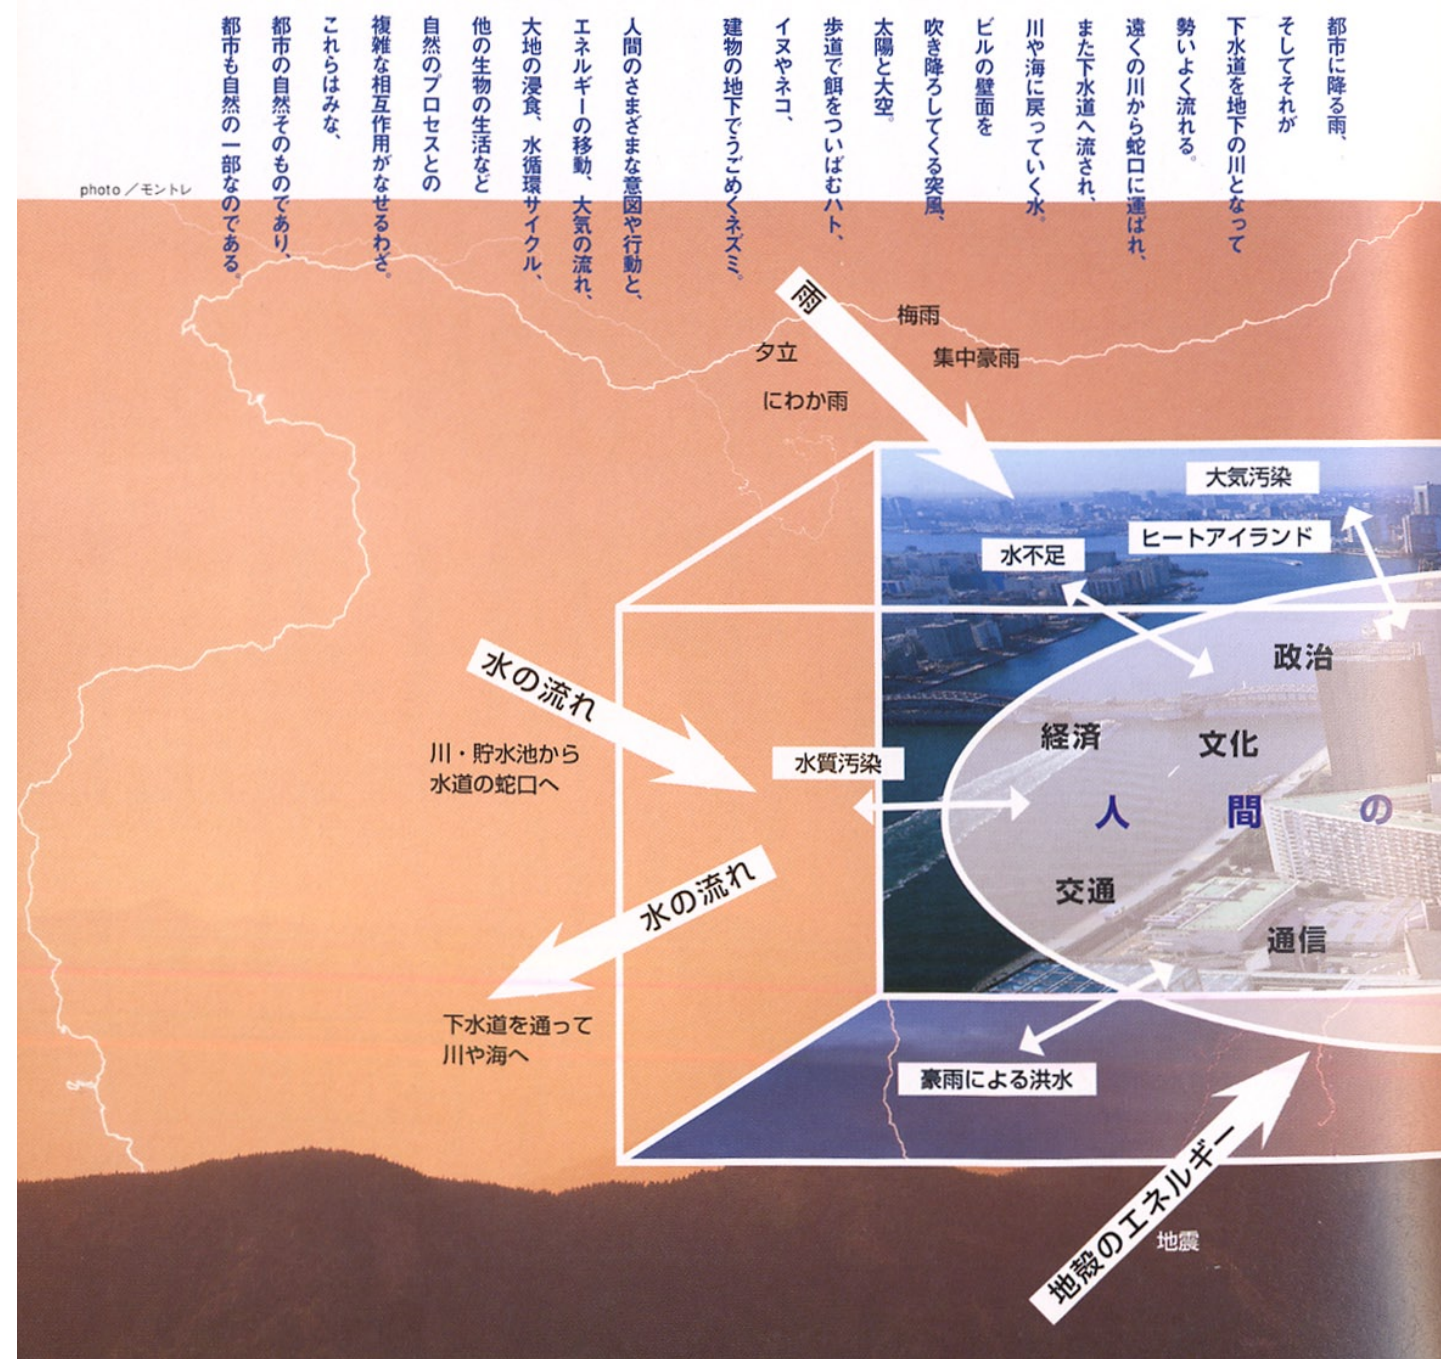 都市に降る雨、
そしてそれが
下水道を地下の川となって
勢いよく流れる。
遠くの川から蛇口に運ばれ、
また下水道へ流され、
川や海に戻っていく水。
ビルの壁面を
吹き降ろしてくる突風、
太陽と大空。
歩道で餌をついばむハト、
イヌやネコ、
建物の地下でうごめくネズミ。
人間のさまざまな意図や行動と、
エネルギーの移動、大気の流れ、
大地の浸食、水循環サイクル、
他の生物の生活など
自然のプロセスとの
複雑な相互作用がなせるわざ。
これらはみな、
都市の自然そのものであり、
都市も自然の一部なのである。
photo／モントレ
雨
梅雨
夕立
集中豪雨
にわか雨
大気汚染
ヒートアイランド
水不足
政治
水の流れ
川・貯水池から
水道の蛇口へ
経済
文化
水質汚染
人間の
水の流れ
交通
通信
下水道を通って
川や海へ
豪雨による洪水
地殻のエネルギー
地震